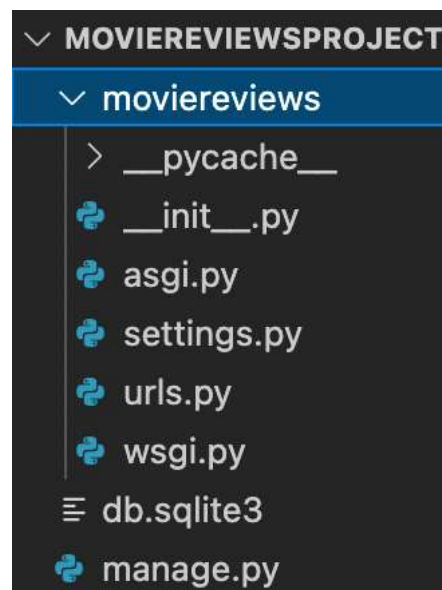 MOVIEREVIEWSPROJECT
moviereviews
__pycache__
__init__.py
asgi.py
settings.py
urls.py
wsgi.py
db.sqlite3
manage.py